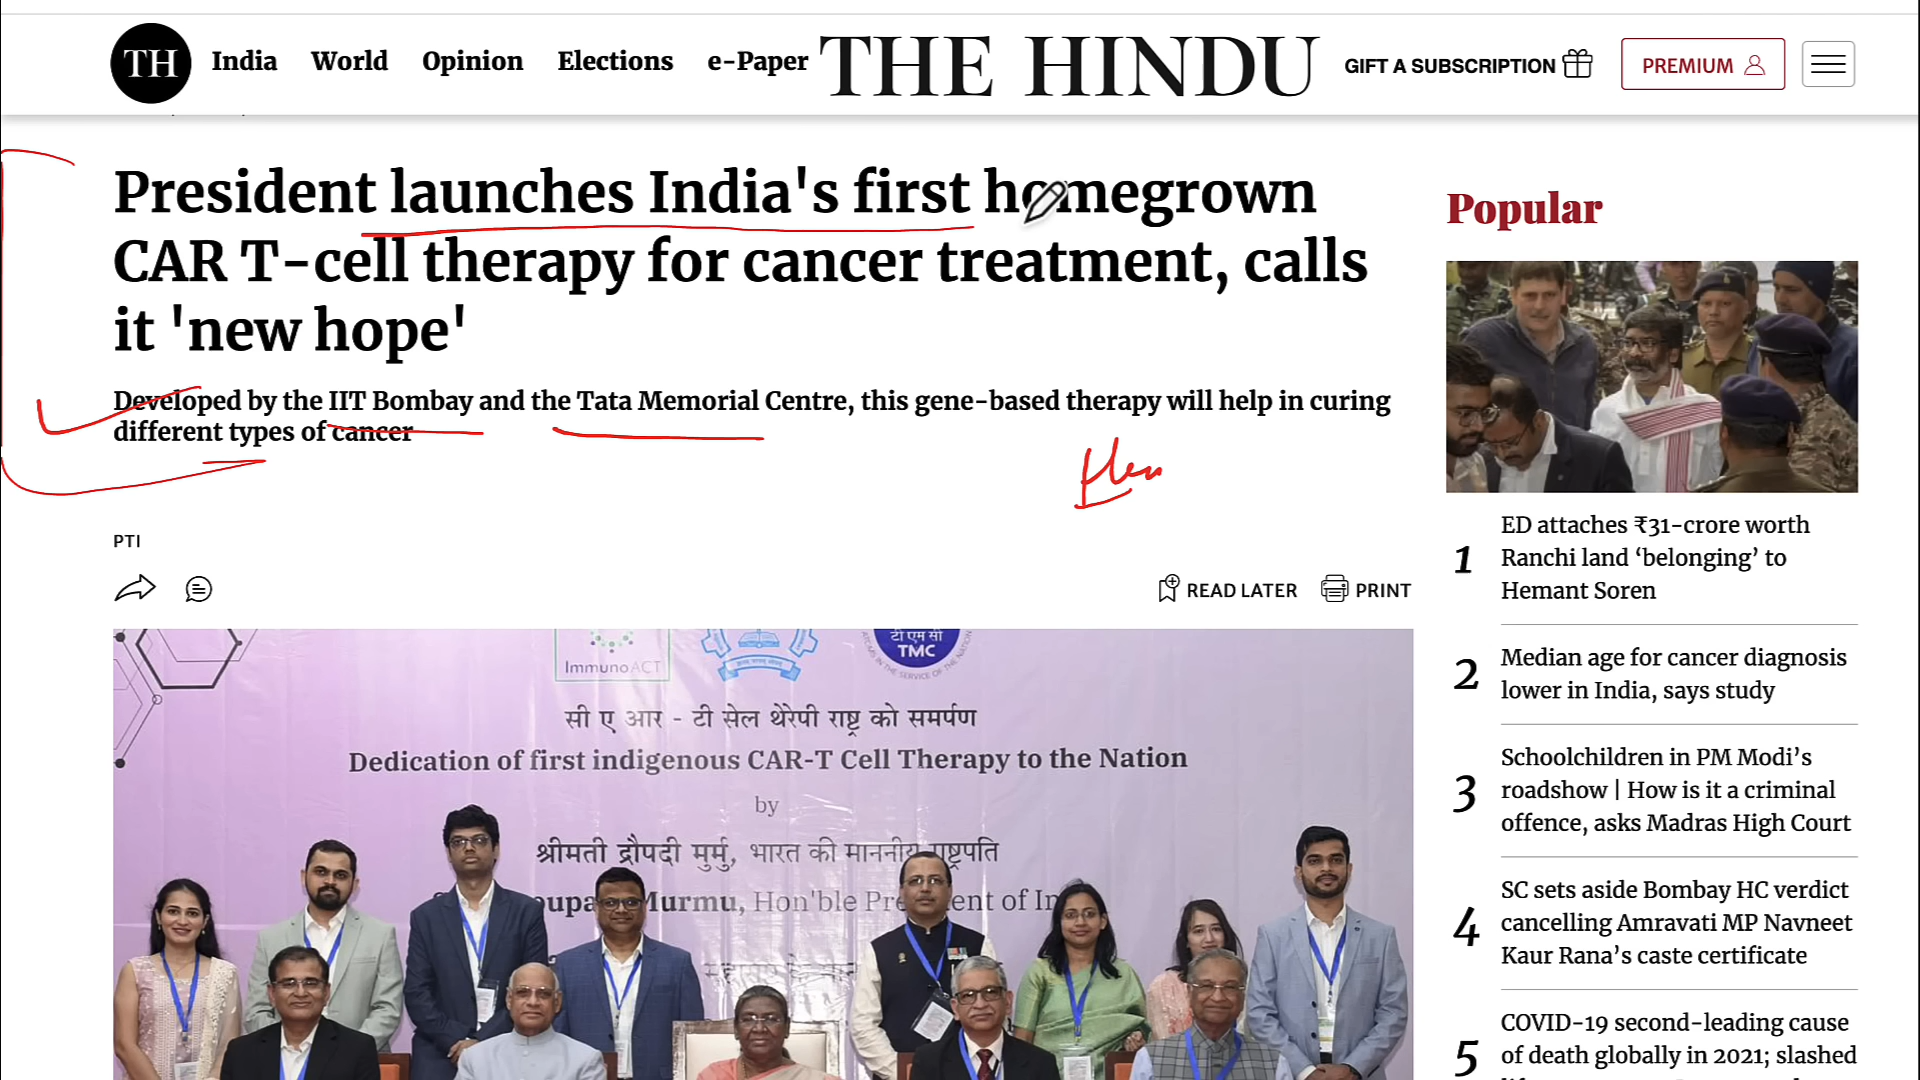 TH India World Opinion Elections e-Paper THE HINDU GIFT A SUBSCRIPTION PREMIUM
President launches India's first homegrown
CAR T-cell therapy for cancer treatment, calls
it 'new hope'
Developed by the IIT Bombay and the Tata Memorial Centre, this gene-based therapy will help in curing
different types of cancer
PTI
READ LATER PRINT
ImmunoACT
टी एम सी
TMC
सी ए आर - टी सेल थेरेपी राष्ट्र को समर्पण
Dedication of first indigenous CAR-T Cell Therapy to the Nation
by
श्रीमती द्रौपदी मुर्मु, भारत की माननीय राष्ट्रपति
Murmu, Hon'ble President of In
Popular
1
ED attaches ₹31-crore worth
Ranchi land ‘belonging’ to
Hemant Soren
2
Median age for cancer diagnosis
lower in India, says study
3
Schoolchildren in PM Modi’s
roadshow | How is it a criminal
offence, asks Madras High Court
4
SC sets aside Bombay HC verdict
cancelling Amravati MP Navneet
Kaur Rana’s caste certificate
5
COVID-19 second-leading cause
of death globally in 2021; slashed